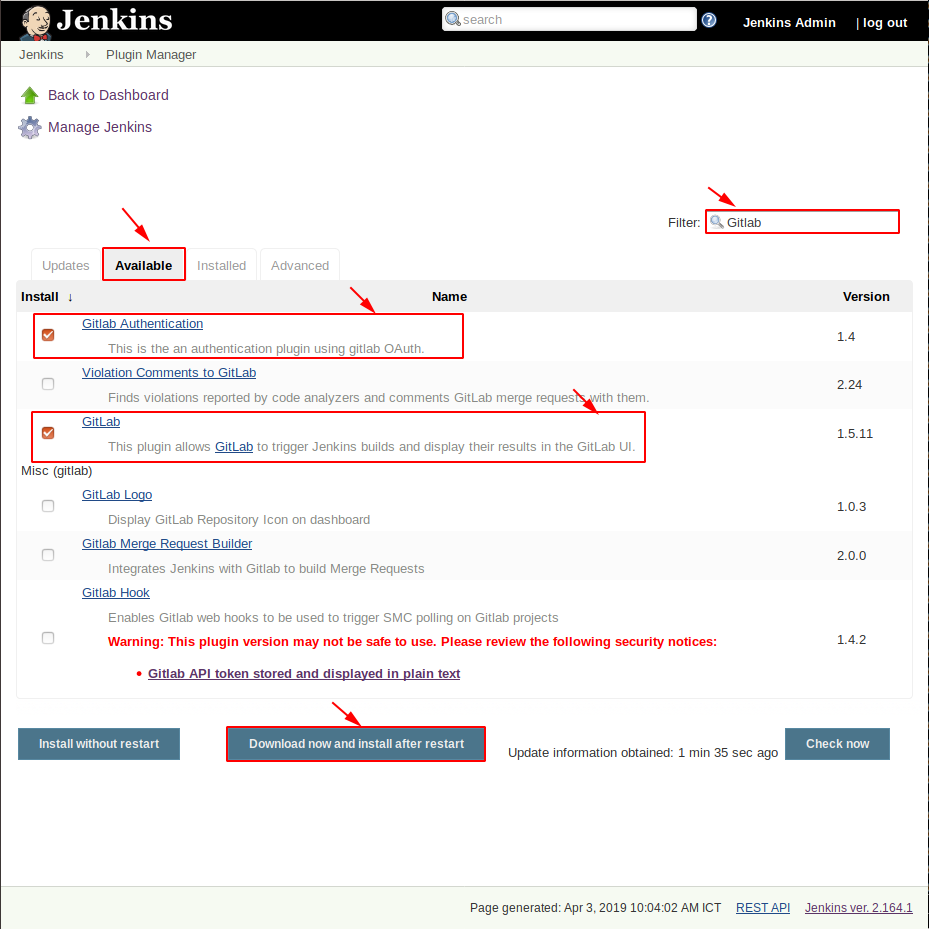 Jenkins
search
Jenkins Admin | log out
Jenkins Plugin Manager
Back to Dashboard
Manage Jenkins
Filter: Gitlab
Updates Available Installed Advanced
Install ↓ Name Version
Gitlab Authentication
This is the an authentication plugin using gitlab OAuth.
1.4
Violation Comments to GitLab
Finds violations reported by code analyzers and comments GitLab merge requests with them.
2.24
GitLab
This plugin allows GitLab to trigger Jenkins builds and display their results in the GitLab UI.
1.5.11
Misc (gitlab)
GitLab Logo
Display GitLab Repository Icon on dashboard
1.0.3
Gitlab Merge Request Builder
Integrates Jenkins with Gitlab to build Merge Requests
2.0.0
Gitlab Hook
Enables Gitlab web hooks to be used to trigger SMC polling on Gitlab projects
Warning: This plugin version may not be safe to use. Please review the following security notices:
1.4.2
• Gitlab API token stored and displayed in plain text
Install without restart Download now and install after restart Update information obtained: 1 min 35 sec ago Check now
Page generated: Apr 3, 2019 10:04:02 AM ICT REST API Jenkins ver. 2.164.1